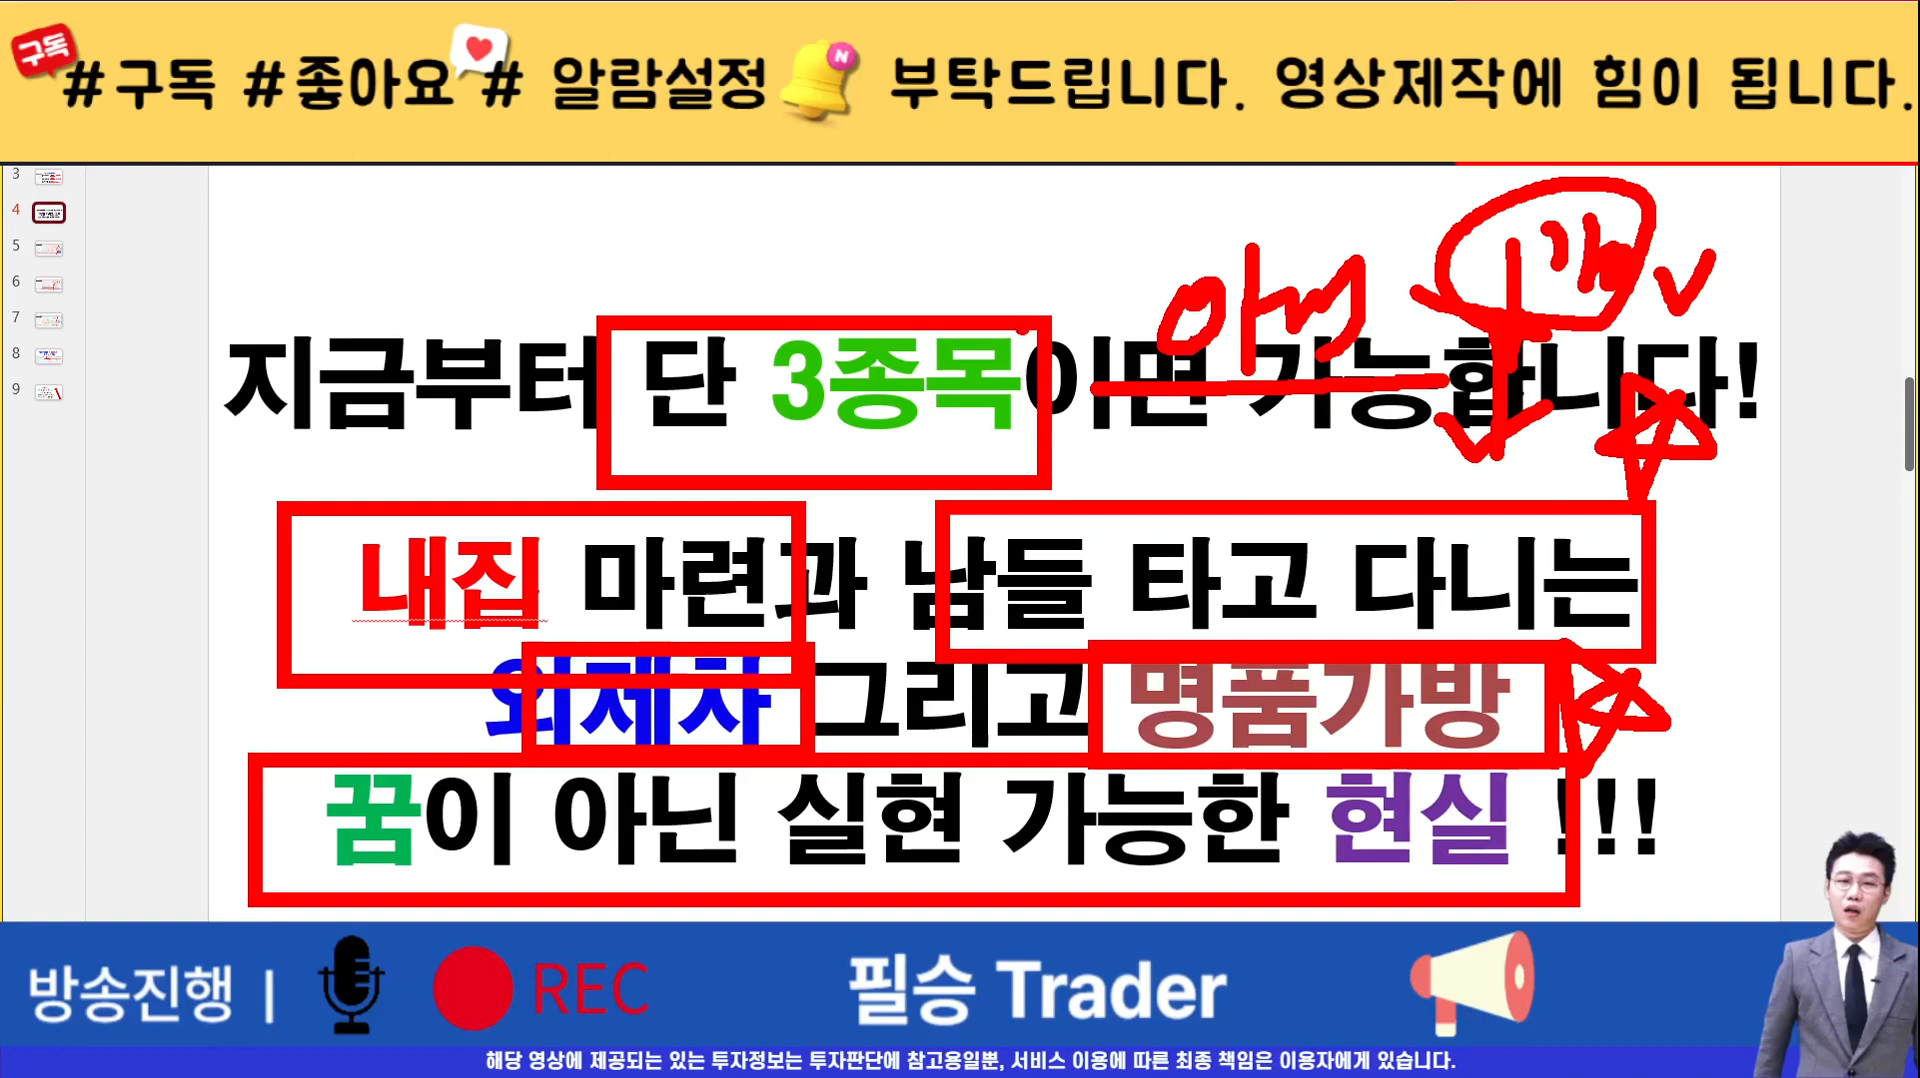 구독
#구독 #좋아요 # 알람설정 N 부탁드립니다. 영상제작에 힘이 됩니다.
3
4
5
6
7
8
9
지금부터 단 3종목이면 가능합니다!
내집 마련과 남들 타고 다니는
외제차 그리고 명품가방
꿈이 아닌 실현 가능한 현실 !!!
방송진행 | REC 필승 Trader
해당 영상에 제공되는 있는 투자정보는 투자판단에 참고용일뿐, 서비스 이용에 따른 최종 책임은 이용자에게 있습니다.